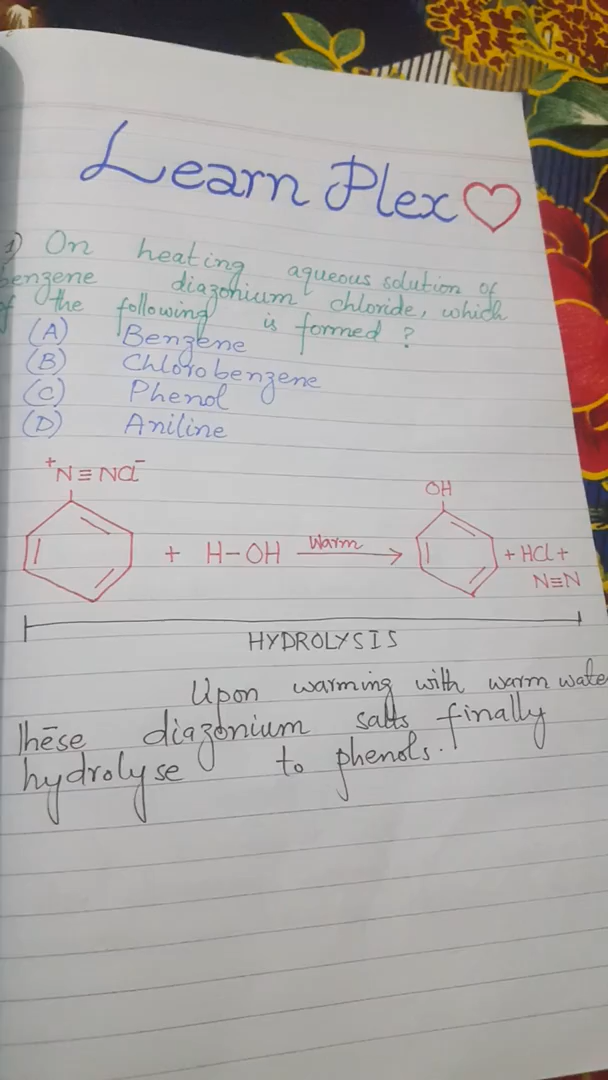 Learn Plex
1) On heating aqueous solution of
benzene diazonium chloride, which
of the following is formed ?
(A) Benzene
(B) Chlorobenzene
(C) Phenol
(D) Aniline
+N≡NCl-
OH
+ H-OH Warm + HCl +
N≡N
HYDROLYSIS
Upon warming with warm water
These diazonium salts finally
hydrolyse to phenols.